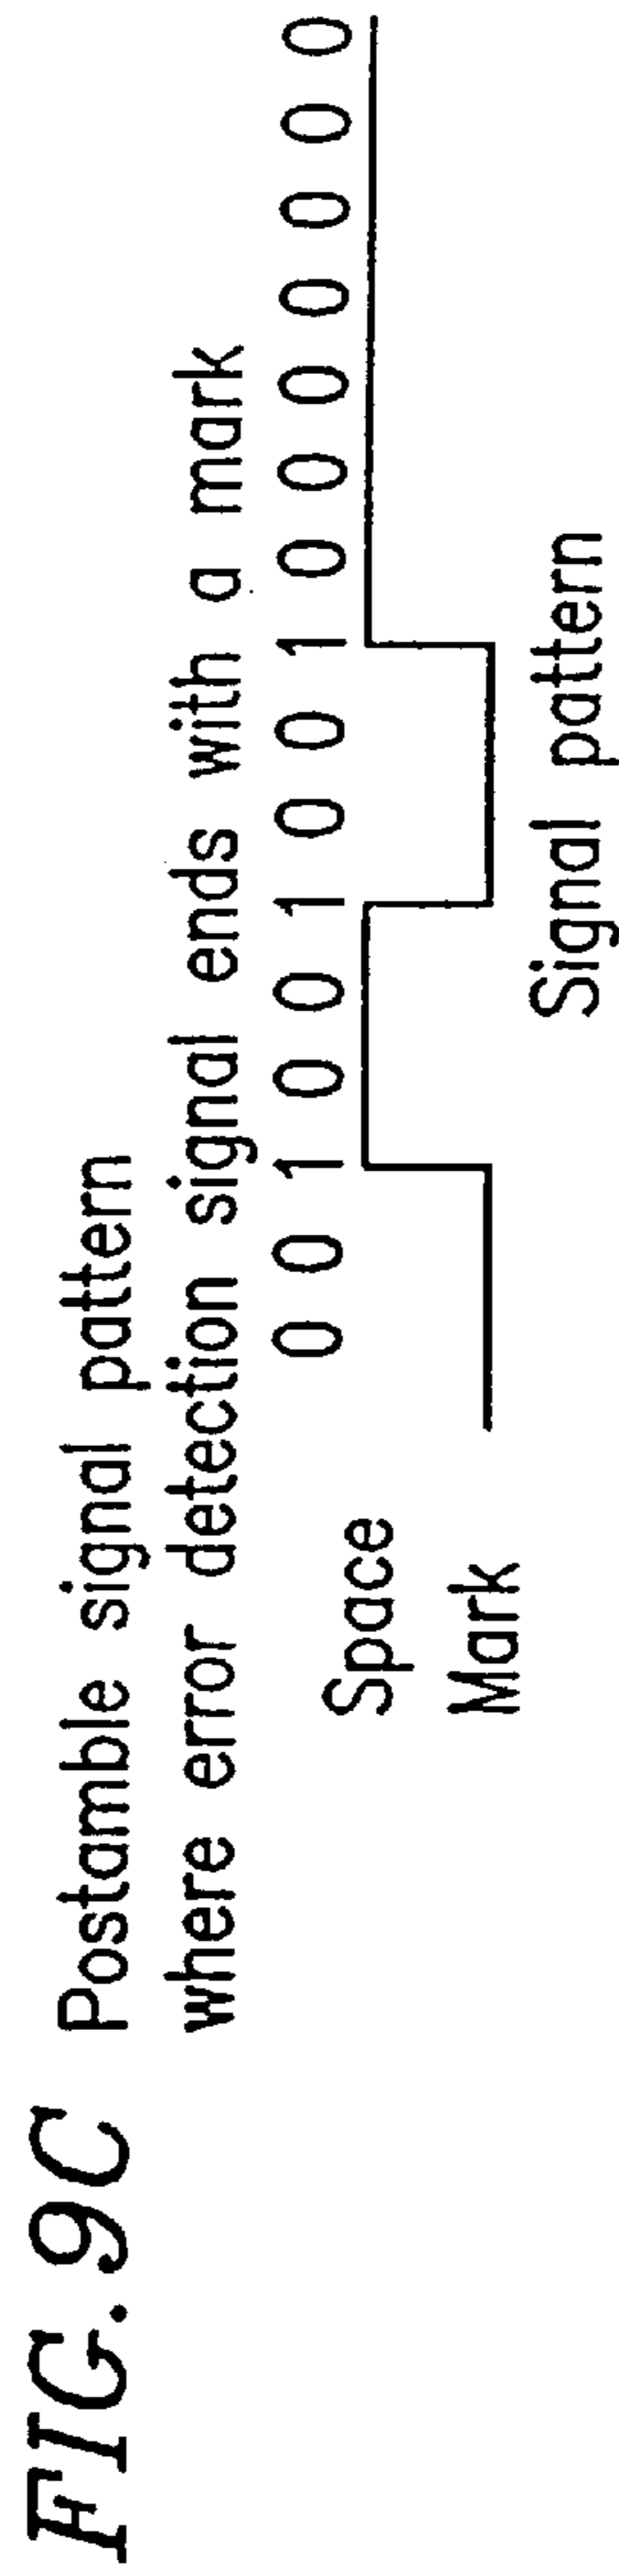 FIG. 9C Postamble signal pattern
where error detection signal ends with a mark
0 0 1 0 0 1 0 0 1 0 0 0 0 0 0 0
Space
Mark
Signal pattern